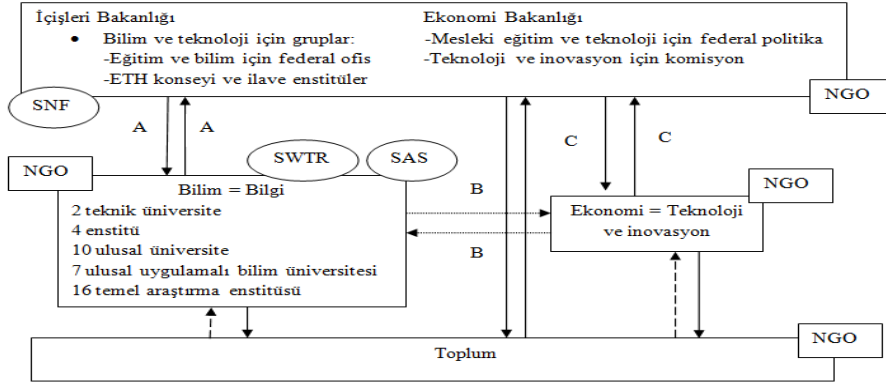 İçişleri Bakanlığı
Ekonomi Bakanlığı
• Bilim ve teknoloji için gruplar:
-Eğitim ve bilim için federal ofis
-ETH konseyi ve ilave enstitüler
-Mesleki eğitim ve teknoloji için federal politika
-Teknoloji ve inovasyon için komisyon
NGO
SNF
A
A
C
C
SWTR
SAS
NGO
NGO
Bilim = Bilgi
2 teknik üniversite
4 enstitü
10 ulusal üniversite
7 ulusal uygulamalı bilim üniversitesi
16 temel araştırma enstitüsü
B
B
Ekonomi = Teknoloji
ve inovasyon
NGO
Toplum